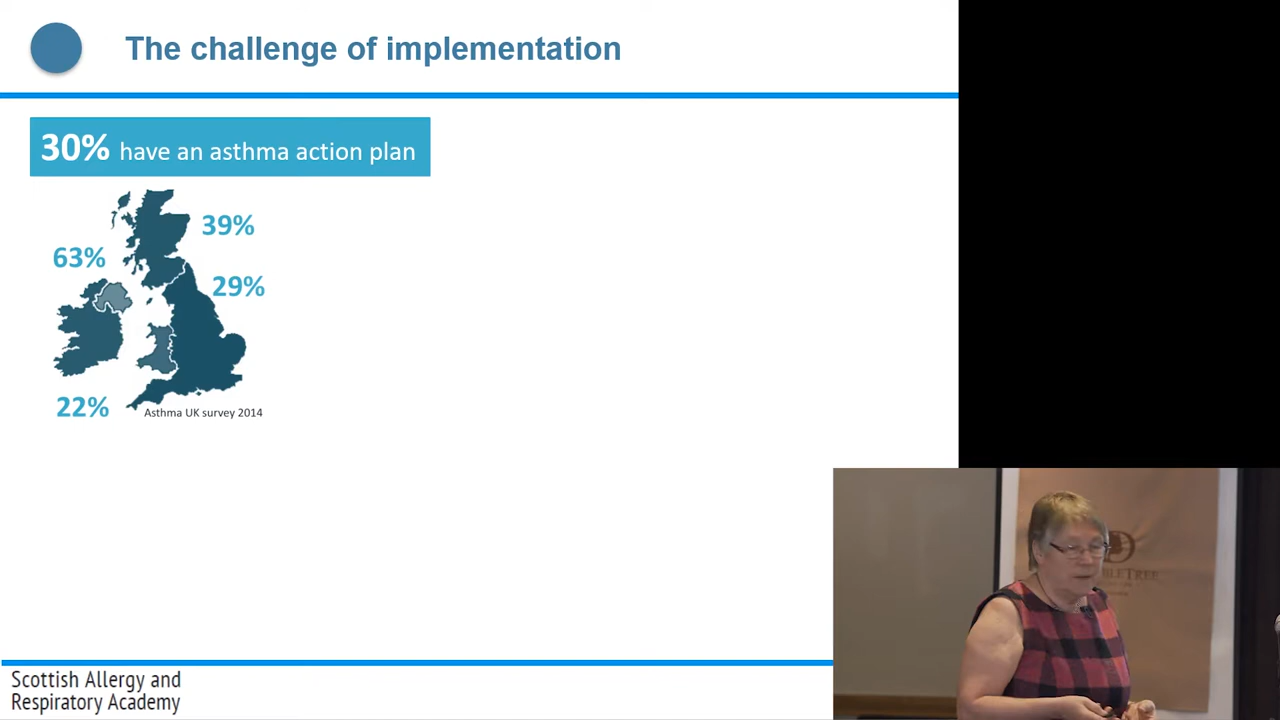 The challenge of implementation
30% have an asthma action plan
39%
63%
29%
22%
Asthma UK survey 2014
Scottish Allergy and
Respiratory Academy